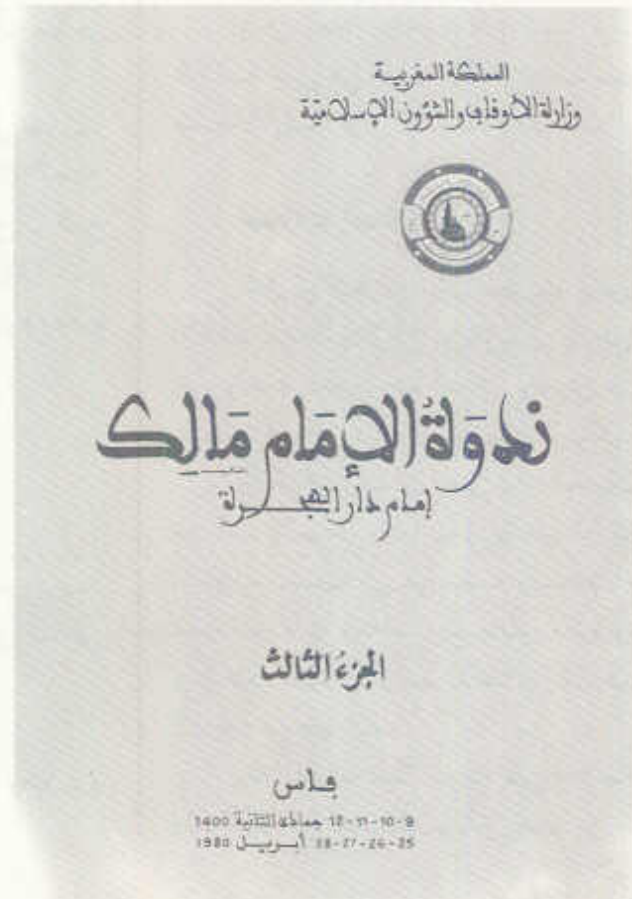 المملكة المغربية
وزارة الأوقاف والشؤون الإسلامية
ندوة الإمام مالك
إمام دار الهجرة
الجزء الثالث
فاس
9-10-11-12 جمادى الثانية 1400
25-26-27-28 أبريل 1980